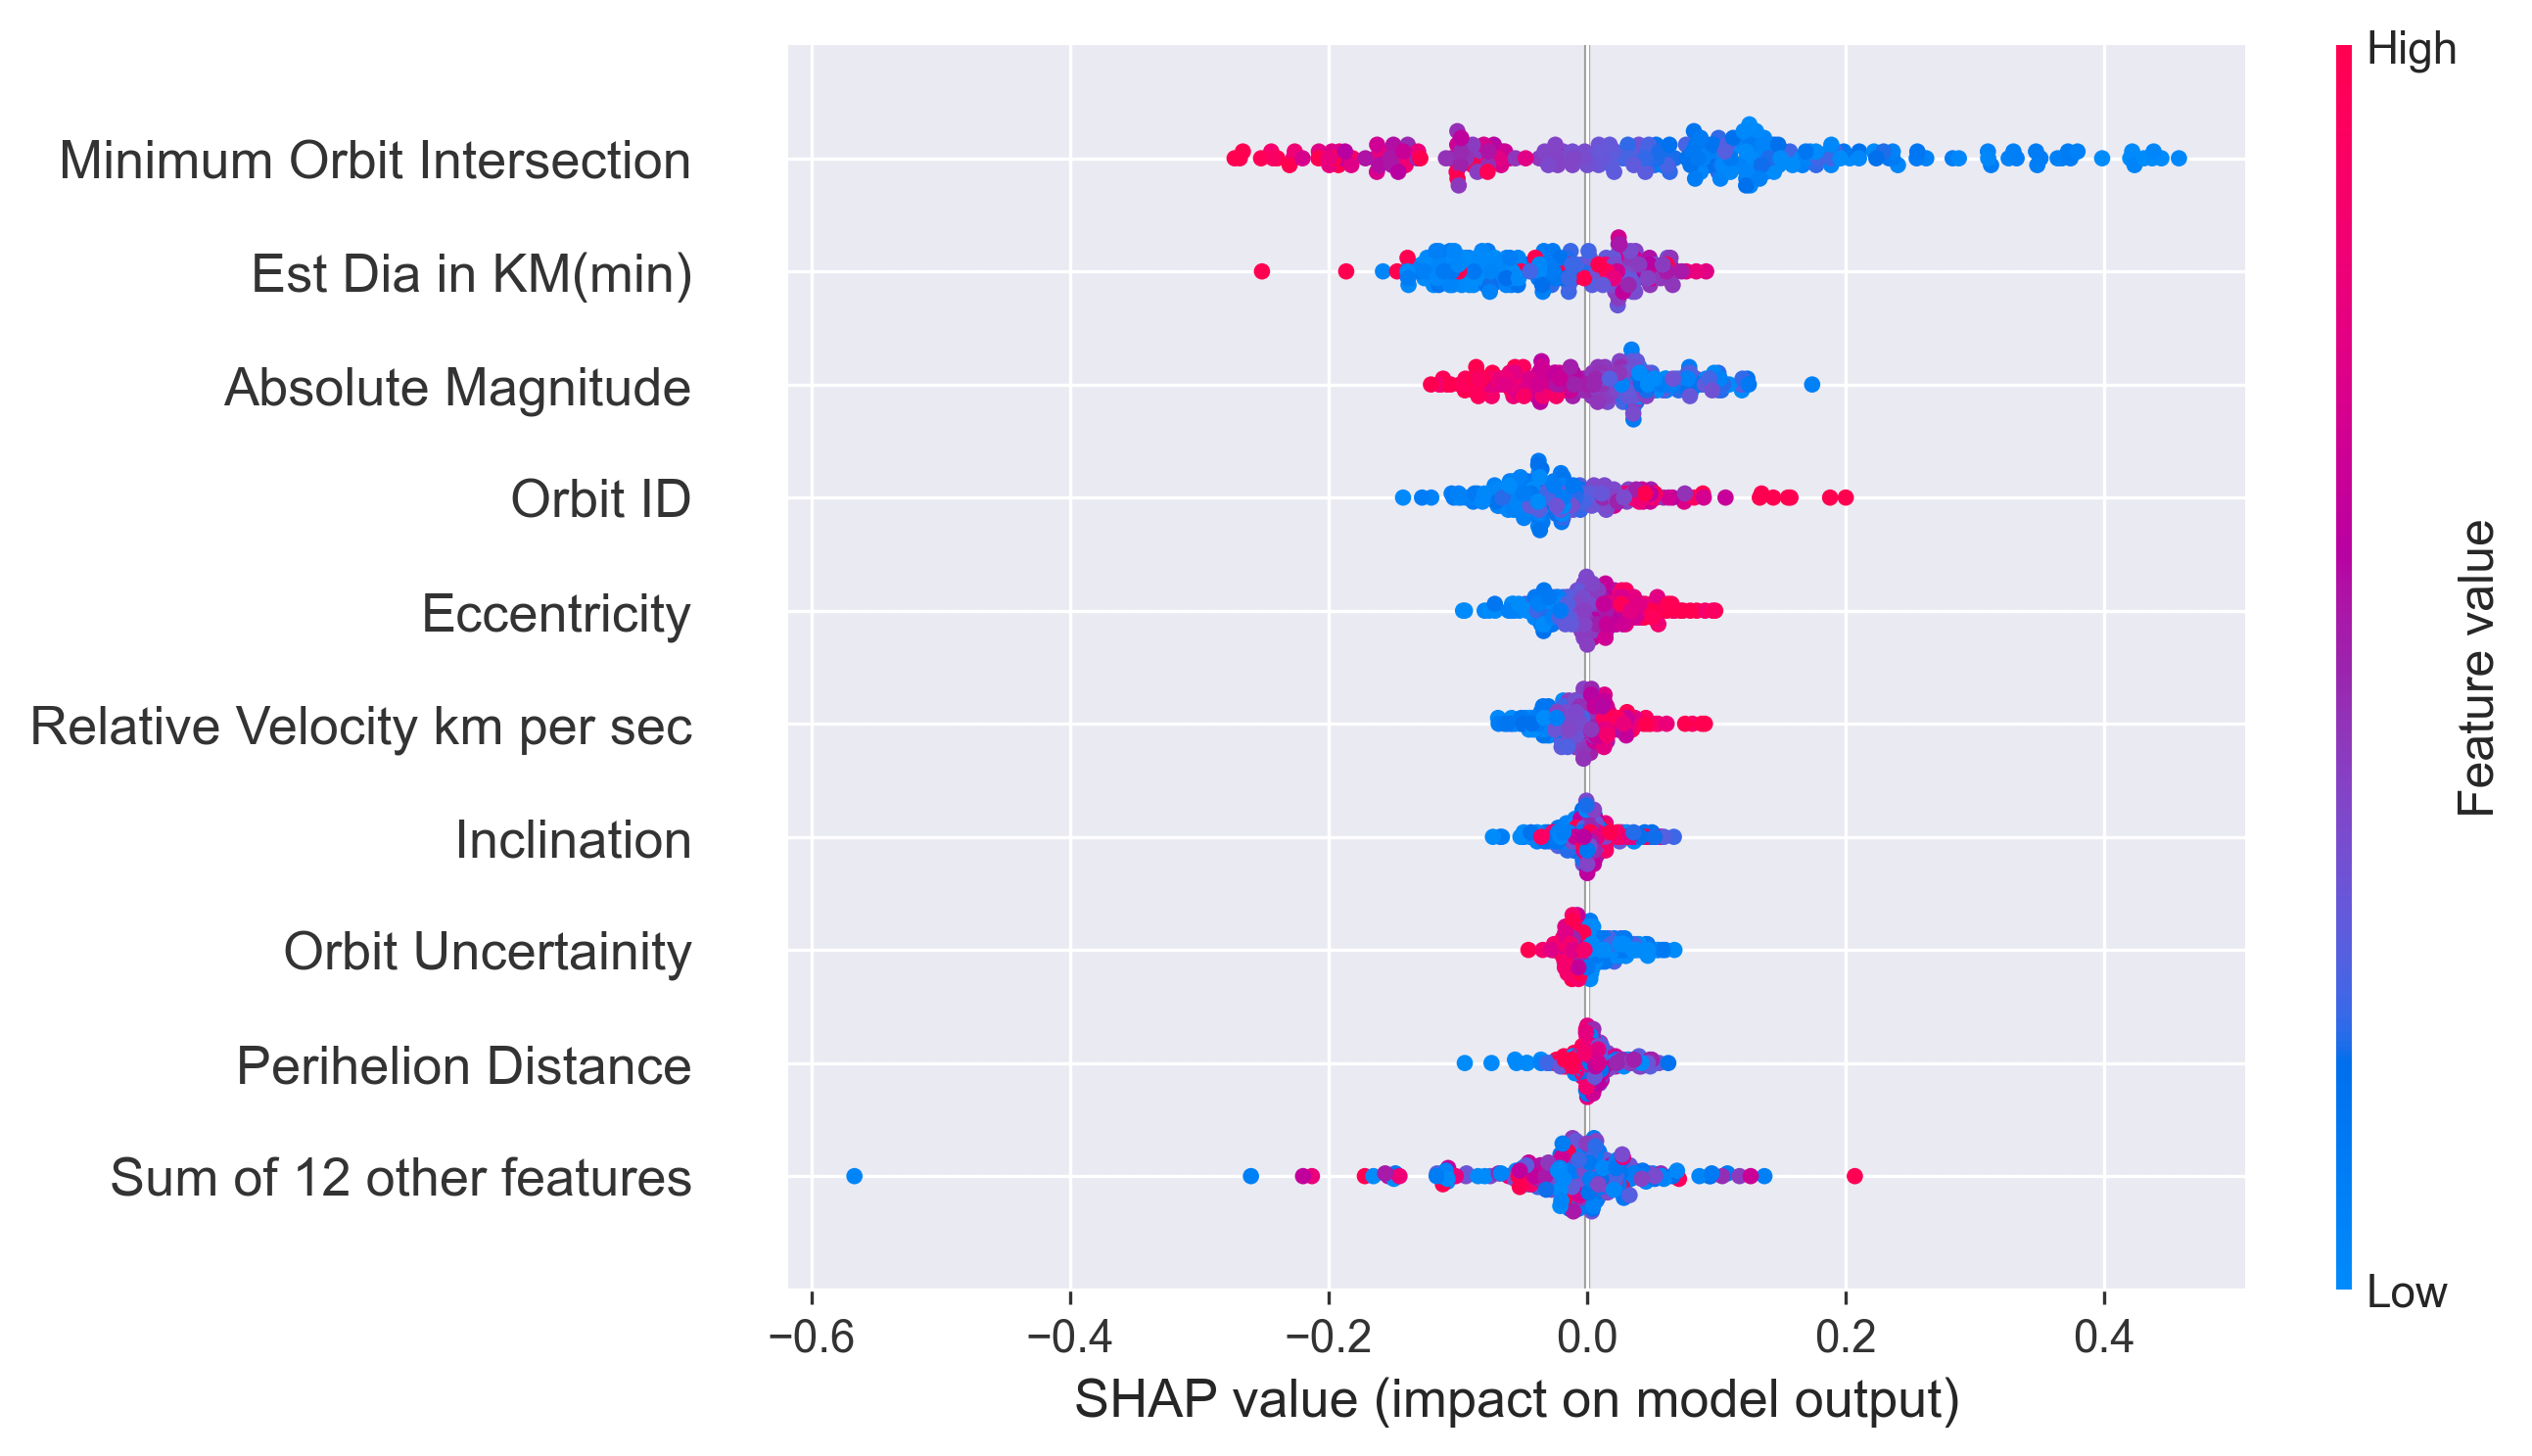 High
Minimum Orbit Intersection
Est Dia in KM(min)
Absolute Magnitude
Orbit ID
Eccentricity
Relative Velocity km per sec
Inclination
Orbit Uncertainity
Perihelion Distance
Sum of 12 other features
Feature value
Low
−0.6 −0.4 −0.2 0.0 0.2 0.4
SHAP value (impact on model output)